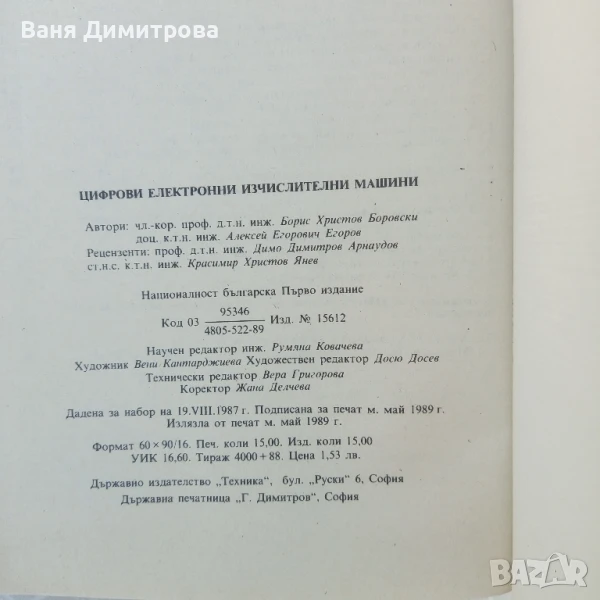 Ваня Димитрова
ЦИФРОВИ ЕЛЕКТРОННИ ИЗЧИСЛИТЕЛНИ МАШИНИ
Автори: чл.-кор. проф. д.т.н. инж. Борис Христов Боровски
доц. к.т.н. инж. Алексей Егорович Егоров
Рецензенти: проф. д.т.н. инж. Димо Димитров Арнаудов
ст.н.с. к.т.н. инж. Красимир Христов Янев
Националност българска Първо издание
Код 03 95346 / 4805-522-89 Изд. № 15612
Научен редактор инж. Румяна Ковачева
Художник Вени Кантарджиева Художествен редактор Досю Досев
Технически редактор Вера Григорова
Коректор Жана Делчева
Дадена за набор на 19.VIII.1987 г. Подписана за печат м. май 1989 г.
Излязла от печат м. май 1989 г.
Формат 60 × 90/16. Печ. коли 15,00. Изд. коли 15,00
УИК 16,60. Тираж 4000 + 88. Цена 1,53 лв.
Държавно издателство „Техника", бул. „Руски" 6, София
Държавна печатница „Г. Димитров", София
BAZAR